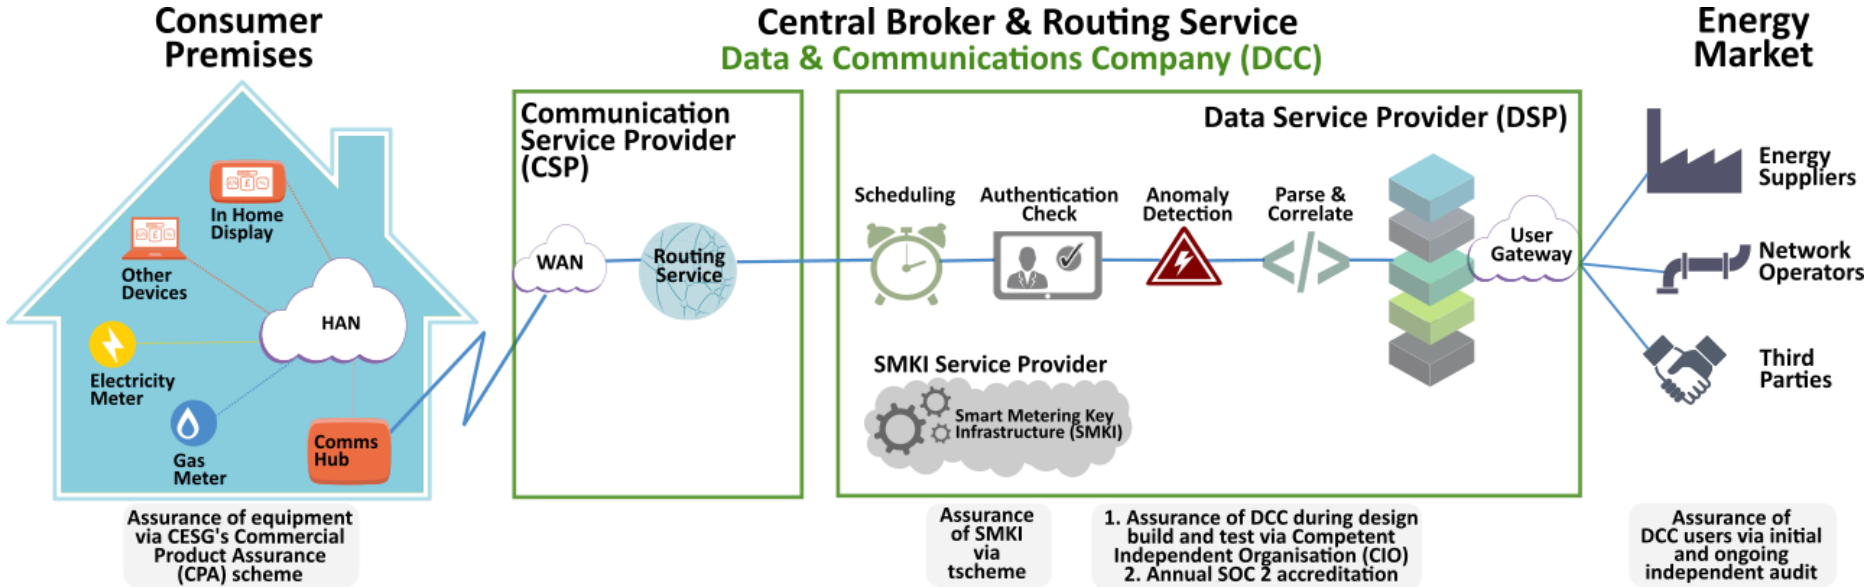 Consumer
Premises
Central Broker & Routing Service
Data & Communications Company (DCC)
Energy
Market
In Home
Display
Other
Devices
HAN
Electricity
Meter
Gas
Meter
Comms
Hub
Communication
Service Provider
(CSP)
WAN
Routing
Service
Data Service Provider (DSP)
Scheduling
Authentication
Check
Anomaly
Detection
Parse &
Correlate
</>
User
Gateway
SMKI Service Provider
Smart Metering Key
Infrastructure (SMKI)
Energy
Suppliers
Network
Operators
Third
Parties
Assurance of equipment
via CESG's Commercial
Product Assurance
(CPA) scheme
Assurance
of SMKI
via
tscheme
1. Assurance of DCC during design
build and test via Competent
Independent Organisation (CIO)
2. Annual SOC 2 accreditation
Assurance of
DCC users via initial
and ongoing
independent audit